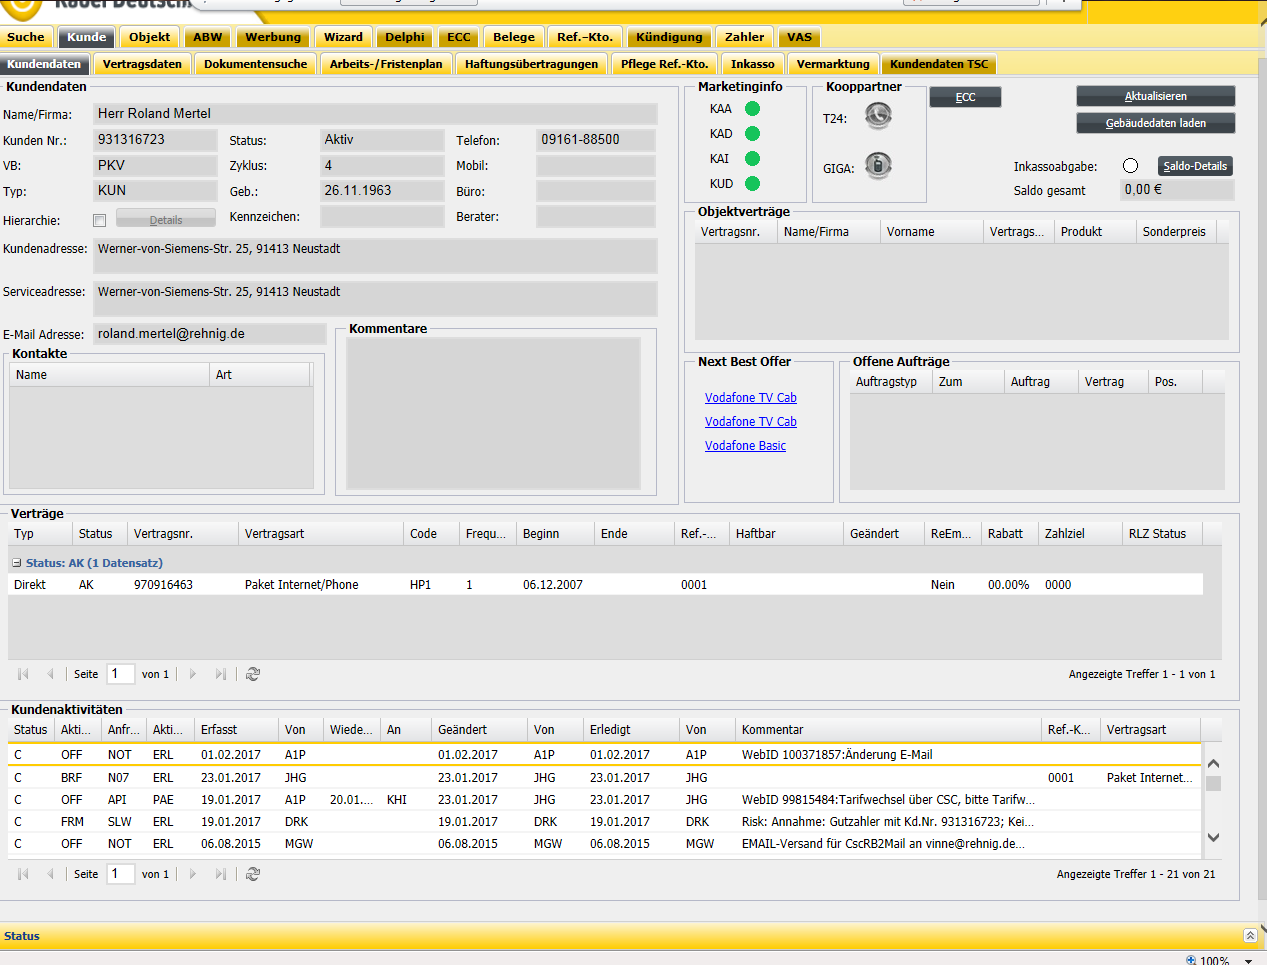 Kabel Deutschl
Suche Kunde Objekt ABW Werbung Wizard Delphi ECC Belege Ref.-Kto. Kündigung Zahler VAS
Kundendaten Vertragsdaten Dokumentensuche Arbeits-/Fristenplan Haftungsübertragungen Pflege Ref.-Kto. Inkasso Vermarktung Kundendaten TSC
Kundendaten
Name/Firma: Herr Roland Mertel
Kunden Nr.: 931316723 Status: Aktiv Telefon: 09161-88500
VB: PKV Zyklus: 4 Mobil:
Typ: KUN Geb.: 26.11.1963 Büro:
Hierarchie: Details Kennzeichen: Berater:
Kundenadresse: Werner-von-Siemens-Str. 25, 91413 Neustadt
Serviceadresse: Werner-von-Siemens-Str. 25, 91413 Neustadt
E-Mail Adresse: roland.mertel@rehnig.de
Kontakte
Name Art
Kommentare
Marketinginfo
KAA
KAD
KAI
KUD
Kooppartner
T24:
GIGA:
ECC
Aktualisieren
Gebäudedaten laden
Inkassoabgabe: Saldo-Details
Saldo gesamt 0,00 €
Objektverträge
Vertragsnr. Name/Firma Vorname Vertrags... Produkt Sonderpreis
Next Best Offer
Vodafone TV Cab
Vodafone TV Cab
Vodafone Basic
Offene Aufträge
Auftragstyp Zum Auftrag Vertrag Pos.
Verträge
Typ Status Vertragsnr. Vertragsart Code Frequ... Beginn Ende Ref.-... Haftbar Geändert ReEm... Rabatt Zahlziel RLZ Status
Status: AK (1 Datensatz)
Direkt AK 970916463 Paket Internet/Phone HP1 1 06.12.2007 0001 Nein 00.00% 0000
Seite 1 von 1 Angezeigte Treffer 1 - 1 von 1
Kundenaktivitäten
Status Akti... Anfr... Akti... Erfasst Von Wiede... An Geändert Von Erledigt Von Kommentar Ref.-K... Vertragsart
C OFF NOT ERL 01.02.2017 A1P 01.02.2017 A1P 01.02.2017 A1P WebID 100371857:Änderung E-Mail
C BRF N07 ERL 23.01.2017 JHG 23.01.2017 JHG 23.01.2017 JHG 0001 Paket Internet...
C OFF API PAE 19.01.2017 A1P 20.01.... KHI 23.01.2017 JHG 23.01.2017 JHG WebID 99815484:Tarifwechsel über CSC, bitte Tarifw...
C FRM SLW ERL 19.01.2017 DRK 19.01.2017 DRK 19.01.2017 DRK Risk: Annahme: Gutzahler mit Kd.Nr. 931316723; Kei...
C OFF NOT ERL 06.08.2015 MGW 06.08.2015 MGW 06.08.2015 MGW EMAIL-Versand für CscRB2Mail an vinne@rehnig.de...
Seite 1 von 1 Angezeigte Treffer 1 - 21 von 21
Status
100%